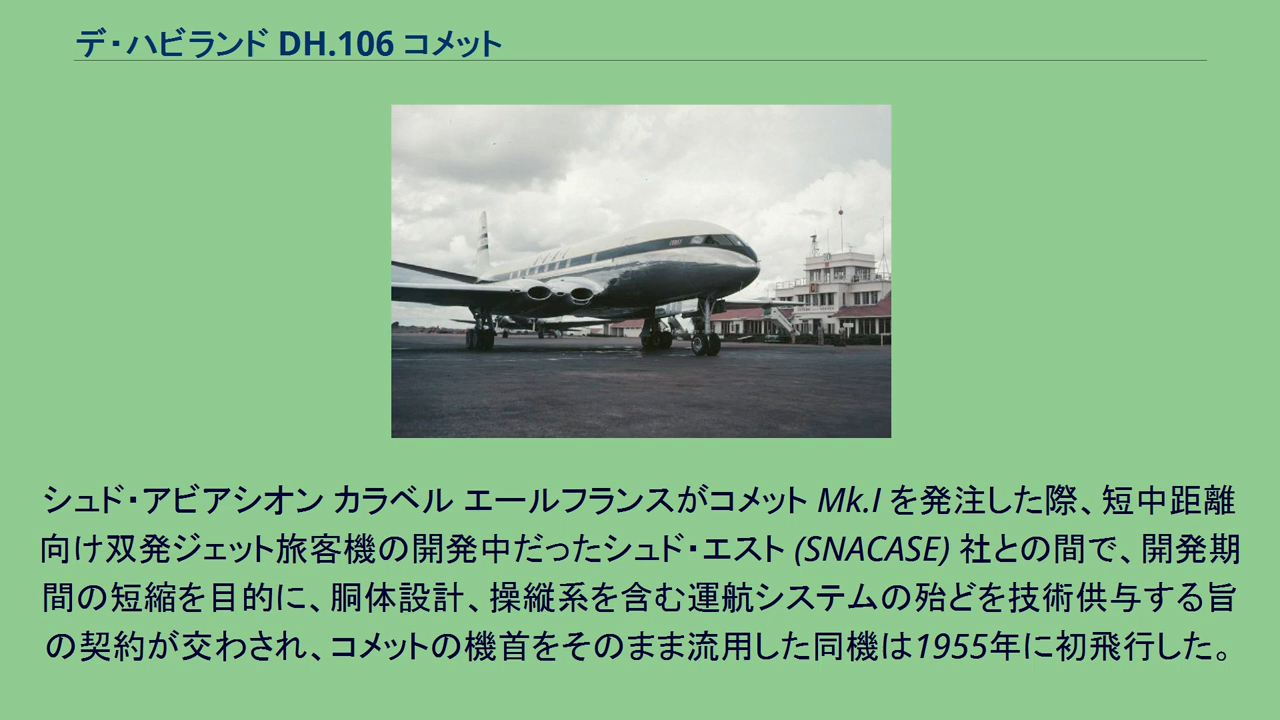 デ・ハビランド DH.106 コメット
シュド・アビアシオン カラベル エールフランスがコメット Mk.I を発注した際、短中距離
向け双発ジェット旅客機の開発中だったシュド・エスト (SNACASE) 社との間で、開発期
間の短縮を目的に、胴体設計、操縦系を含む運航システムの殆どを技術供与する旨
の契約が交わされ、コメットの機首をそのまま流用した同機は1955年に初飛行した。